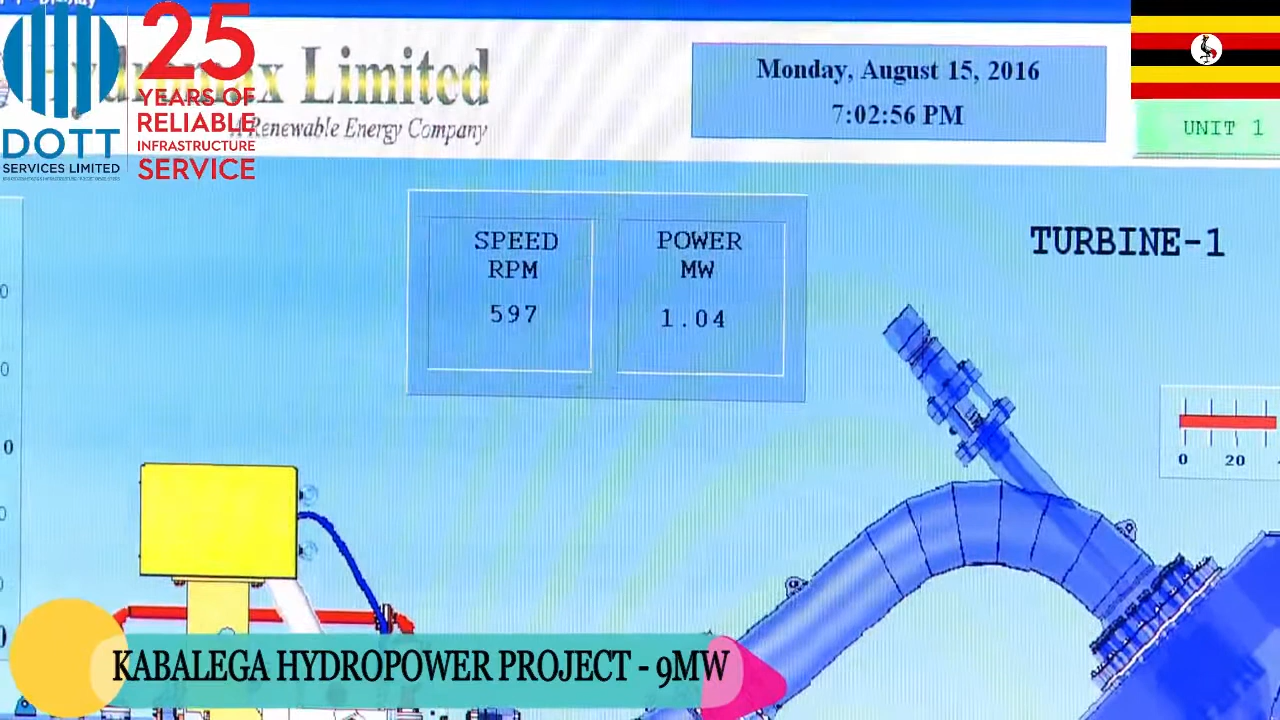 Limited
Renewable Energy Company
Monday, August 15, 2016
7:02:56 PM
UNIT 1
DOTT
SERVICES LIMITED
25
YEARS OF
RELIABLE
INFRASTRUCTURE
SERVICE
SPEED
RPM
597
POWER
MW
1.04
TURBINE-1
0 20
KABALEGA HYDROPOWER PROJECT - 9MW